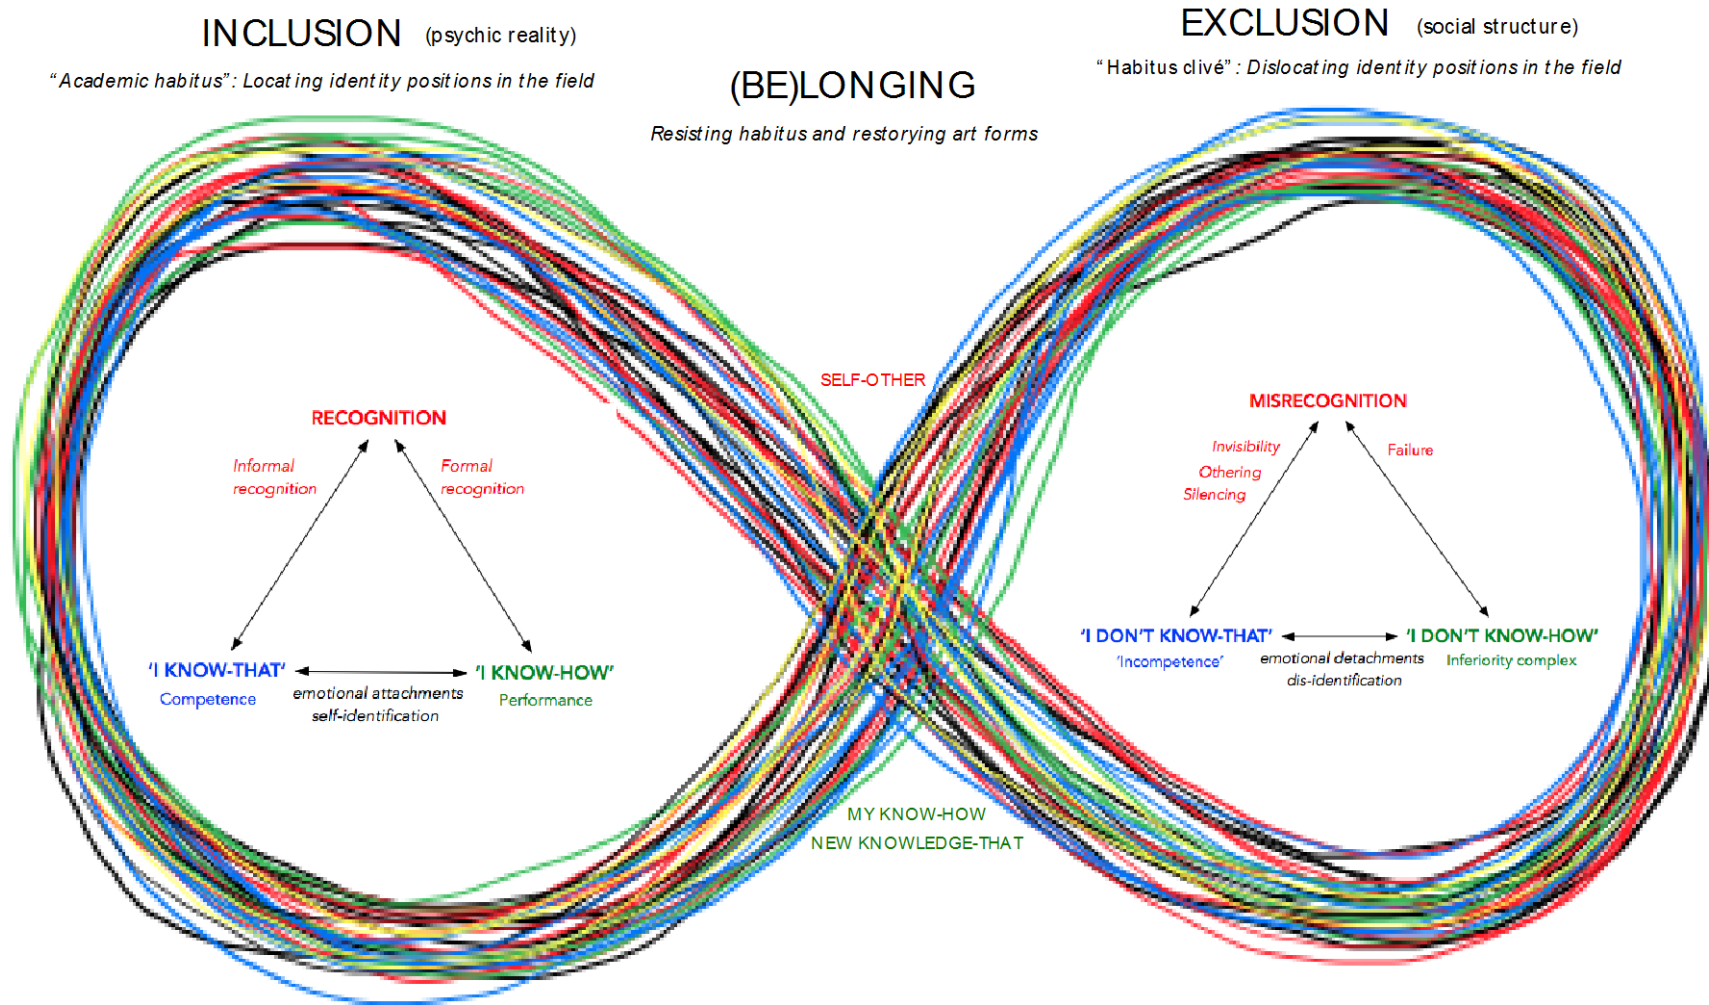 INCLUSION (psychic reality)
“Academic habitus”: Locating identity positions in the field
(BE)LONGING
Resisting habitus and restorying art forms
EXCLUSION (social structure)
“Habitus clivé”: Dislocating identity positions in the field
SELF-OTHER
RECOGNITION
Informal
recognition
Formal
recognition
‘I KNOW-THAT’
Competence
emotional attachments
self-identification
‘I KNOW-HOW’
Performance
MISRECOGNITION
Invisibility
Othering
Silencing
Failure
‘I DON’T KNOW-THAT’
‘Incompetence’
emotional detachments
dis-identification
‘I DON’T KNOW-HOW’
Inferiority complex
MY KNOW-HOW
NEW KNOWLEDGE-THAT